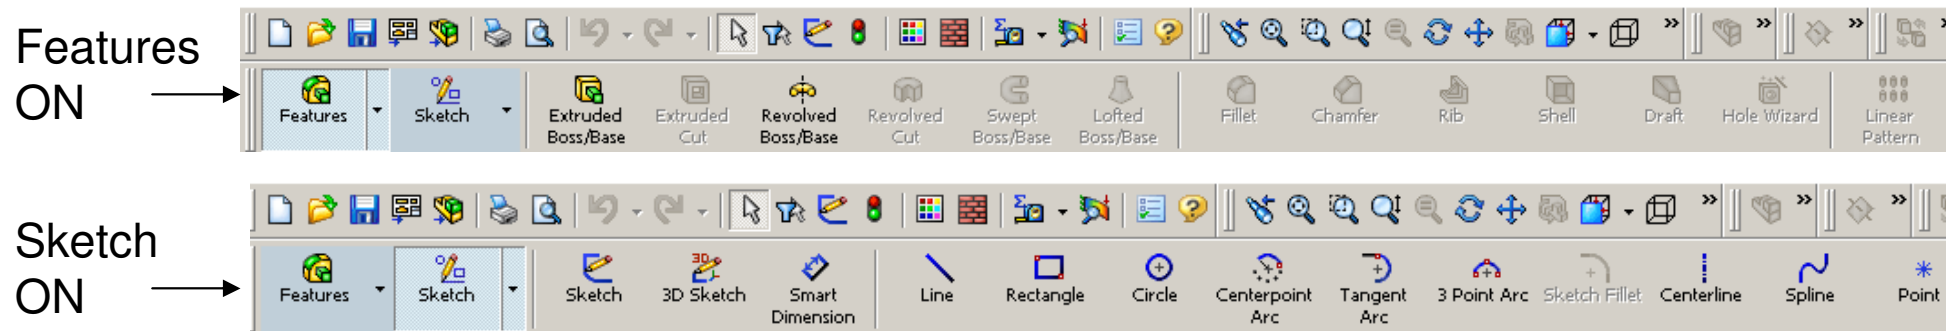 Features
ON
Features
Sketch
Extruded
Boss/Base
Extruded
Cut
Revolved
Boss/Base
Revolved
Cut
Swept
Boss/Base
Lofted
Boss/Base
Fillet
Chamfer
Rib
Shell
Draft
Hole Wizard
Linear
Pattern
Sketch
ON
Features
Sketch
Sketch
3D
3D Sketch
Smart
Dimension
Line
Rectangle
Circle
Centerpoint
Arc
Tangent
Arc
3 Point Arc
Sketch Fillet
Centerline
Spline
Point